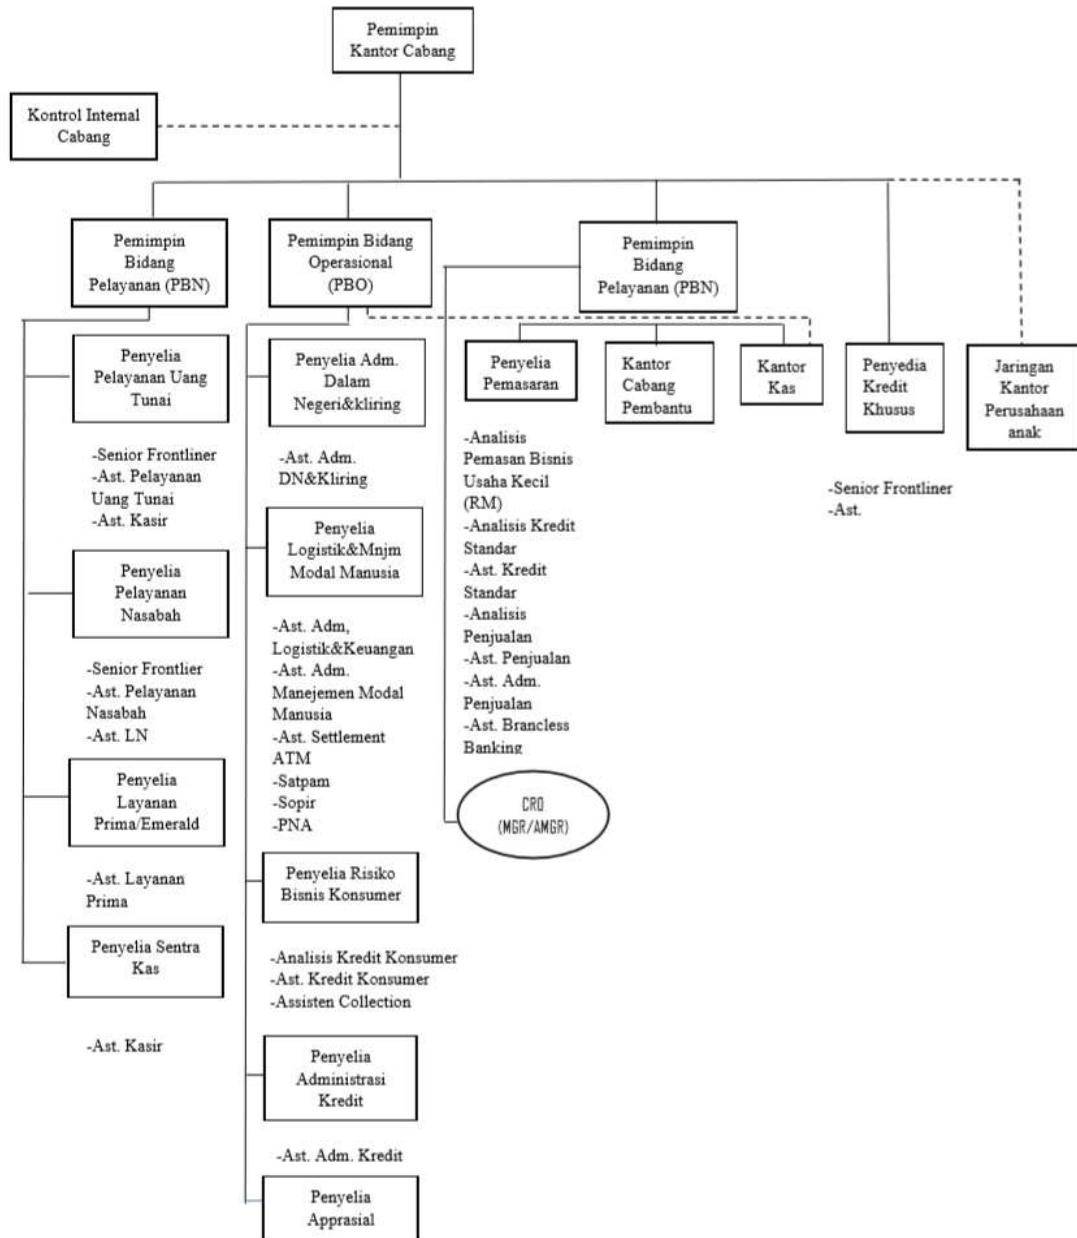 Pemimpin
Kantor Cabang
Kontrol Internal
Cabang
Pemimpin
Bidang
Pelayanan (PBN)
Pemimpin Bidang
Operasional
(PBO)
Pemimpin
Bidang
Pelayanan (PBN)
Penyelia
Pelayanan Uang
Tunai
-Senior Frontliner
-Ast. Pelayanan
Uang Tunai
-Ast. Kasir
Penyelia
Pelayanan
Nasabah
-Senior Frontlier
-Ast. Pelayanan
Nasabah
-Ast. LN
Penyelia
Layanan
Prima/Emerald
-Ast. Layanan
Prima
Penyelia Sentra
Kas
-Ast. Kasir
Penyelia Adm.
Dalam
Negeri&kliring
-Ast. Adm.
DN&Kliring
Penyelia
Logistik&Mnjm
Modal Manusia
-Ast. Adm,
Logistik&Keuangan
-Ast. Adm.
Manejemen Modal
Manusia
-Ast. Settlement
ATM
-Satpam
-Sopir
-PNA
Penyelia Risiko
Bisnis Konsumer
-Analisis Kredit Konsumer
-Ast. Kredit Konsumer
-Assisten Collection
Penyelia
Administrasi
Kredit
-Ast. Adm. Kredit
Penyelia
Apprasial
Penyelia
Pemasaran
-Analisis
Pemasan Bisnis
Usaha Kecil
(RM)
-Analisis Kredit
Standar
-Ast. Kredit
Standar
-Analisis
Penjualan
-Ast. Penjualan
-Ast. Adm.
Penjualan
-Ast. Brancless
Banking
CRO
(MGR/AMGR)
Kantor
Cabang
Pembantu
Kantor
Kas
Penyedia
Kredit
Khusus
-Senior Frontliner
-Ast.
Jaringan
Kantor
Perusahaan
anak